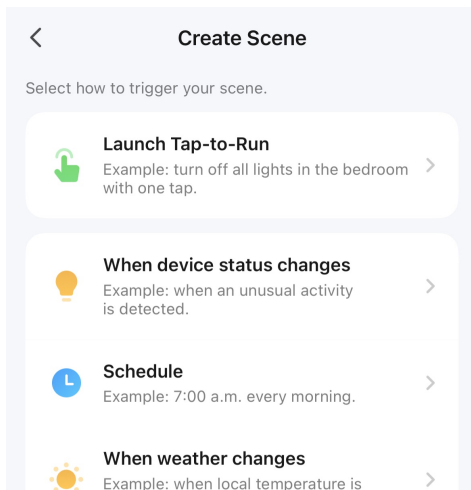 Create Scene
Select how to trigger your scene.
Launch Tap-to-Run
Example: turn off all lights in the bedroom
with one tap.
When device status changes
Example: when an unusual activity
is detected.
Schedule
Example: 7:00 a.m. every morning.
When weather changes
Example: when local temperature is